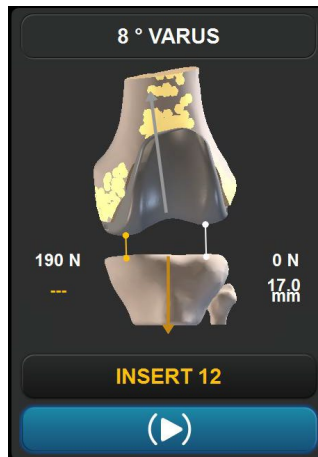 8 ° VARUS
190 N
0 N
---
17.0
mm
INSERT 12